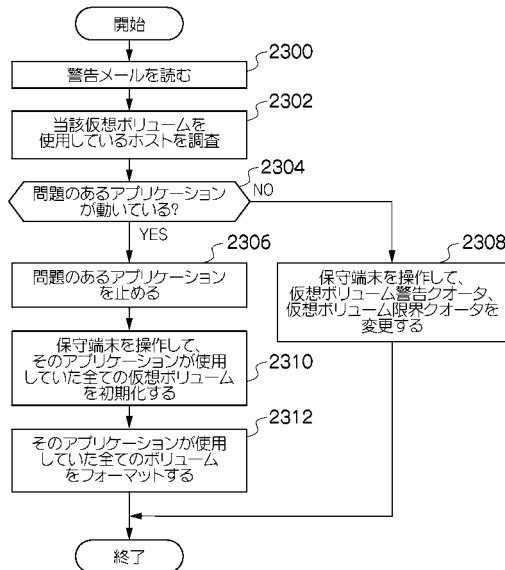 開始
2300
警告メールを読む
2302
当該仮想ボリュームを
使用しているホストを調査
2304
問題のあるアプリケーション
が動いている?
NO
YES
2306
問題のあるアプリケーション
を止める
2308
保守端末を操作して、
仮想ボリューム警告クオータ、
仮想ボリューム限界クオータを
変更する
保守端末を操作して、
そのアプリケーションが使用
していた全ての仮想ボリューム
を初期化する
2310
2312
そのアプリケーションが使用
していた全てのボリューム
をフォーマットする
終了